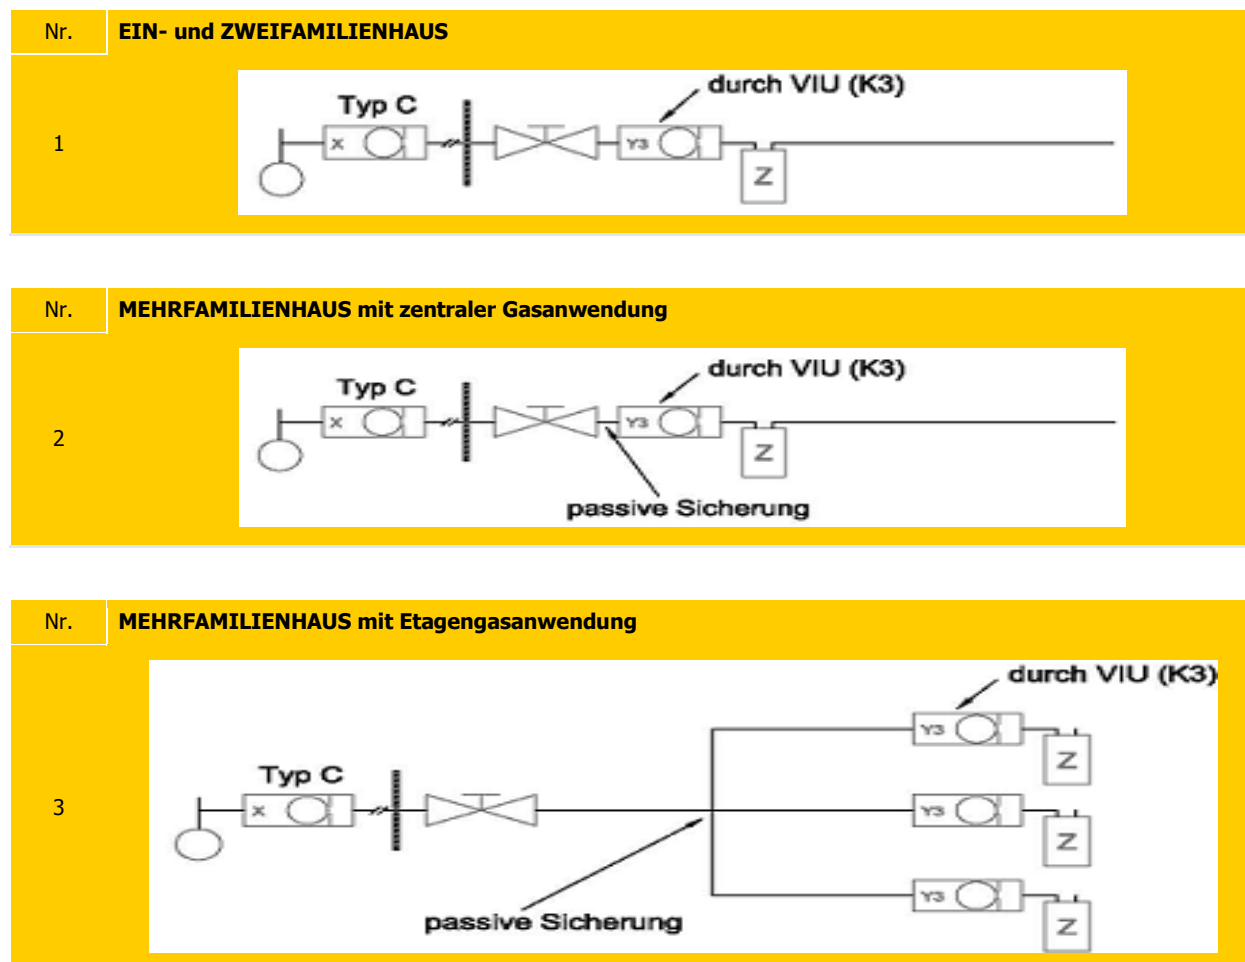 Nr. EIN- und ZWEIFAMILIENHAUS
durch VIU (K3)
Typ C
1
X
Y3
Z
Nr. MEHRFAMILIENHAUS mit zentraler Gasanwendung
durch VIU (K3)
Typ C
2
X
Y3
Z
passive Sicherung
Nr. MEHRFAMILIENHAUS mit Etagengasanwendung
durch VIU (K3)
Y3
Z
Typ C
3
X
Y3
Z
Y3
Z
passive Sicherung